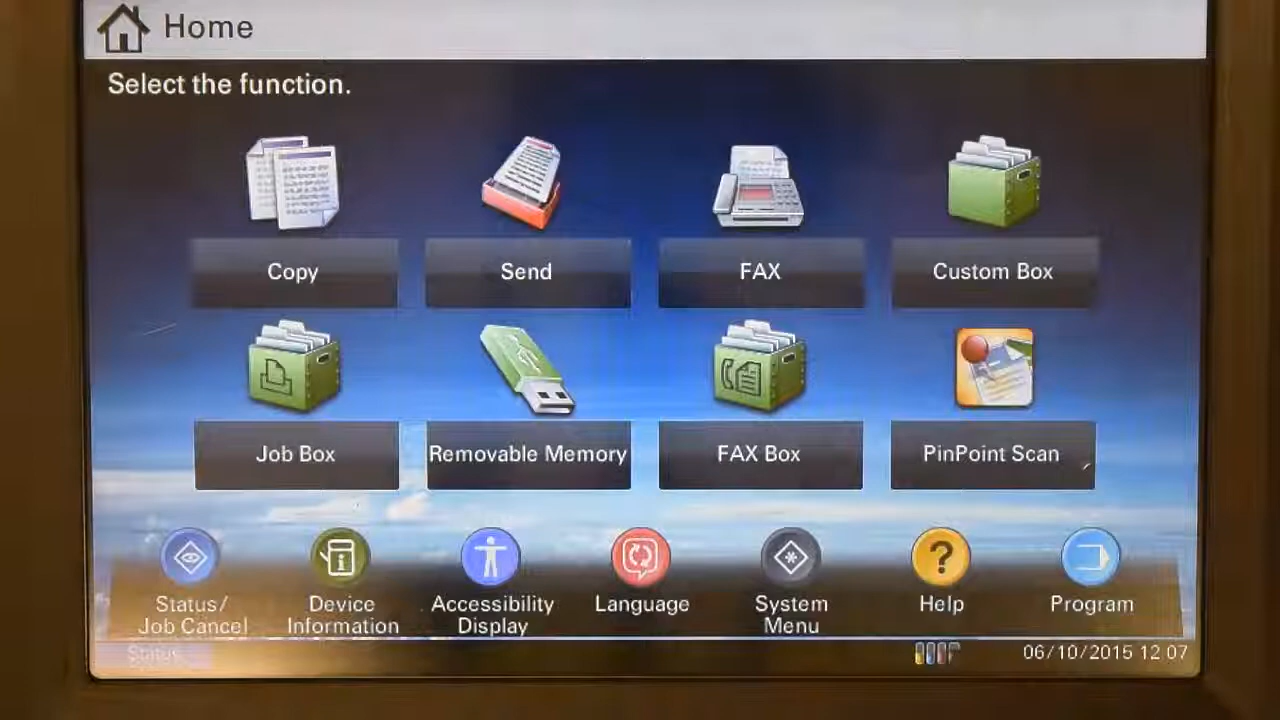 Home
Select the function.
Copy
Send
FAX
Custom Box
Job Box
Removable Memory
FAX Box
PinPoint Scan
Status/
Job Cancel
Device
Information
Accessibility
Display
Language
System
Menu
Help
Program
Status
06/10/2015 12:07